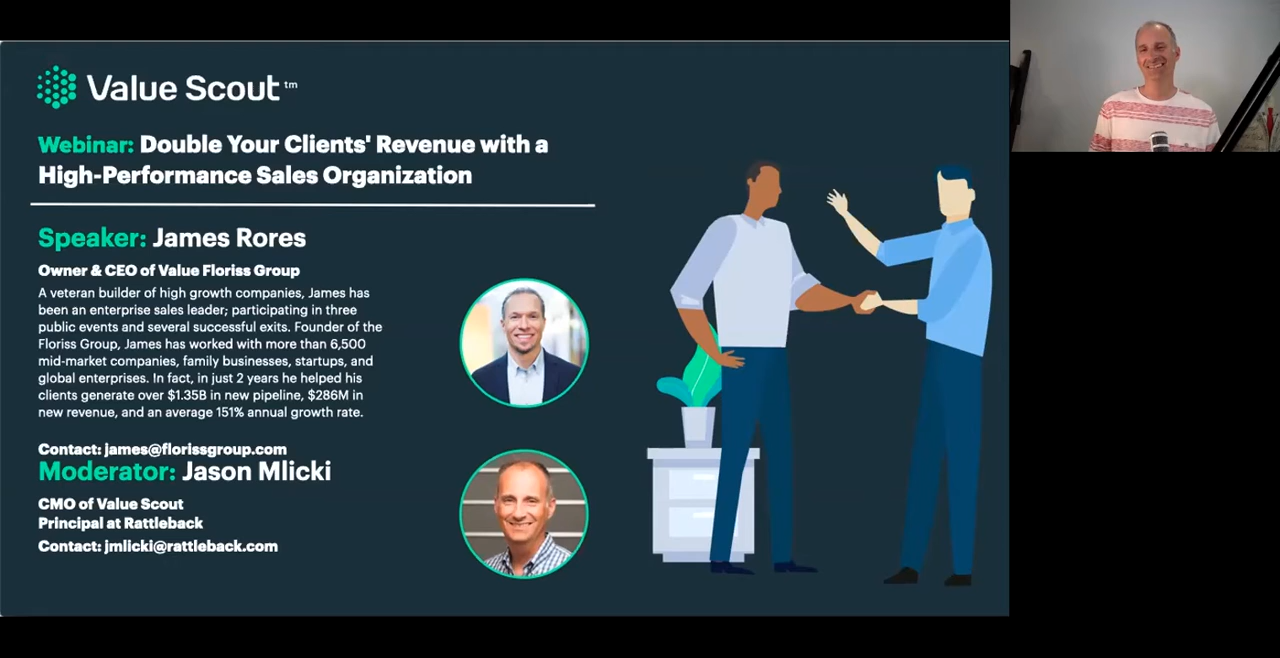 Value Scout™
Webinar: Double Your Clients' Revenue with a
High-Performance Sales Organization
Speaker: James Rores
Owner & CEO of Value Floriss Group
A veteran builder of high growth companies, James has
been an enterprise sales leader; participating in three
public events and several successful exits. Founder of the
Floriss Group, James has worked with more than 6,500
mid-market companies, family businesses, startups, and
global enterprises. In fact, in just 2 years he helped his
clients generate over $1.35B in new pipeline, $286M in
new revenue, and an average 151% annual growth rate.
Contact: james@florissgroup.com
Moderator: Jason Mlicki
CMO of Value Scout
Principal at Rattleback
Contact: jmlicki@rattleback.com